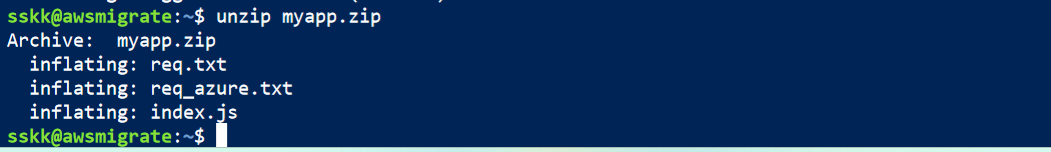 sskk@awsmigrate:~$ unzip myapp.zip
Archive:  myapp.zip
  inflating: req.txt
  inflating: req_azure.txt
  inflating: index.js
sskk@awsmigrate:~$